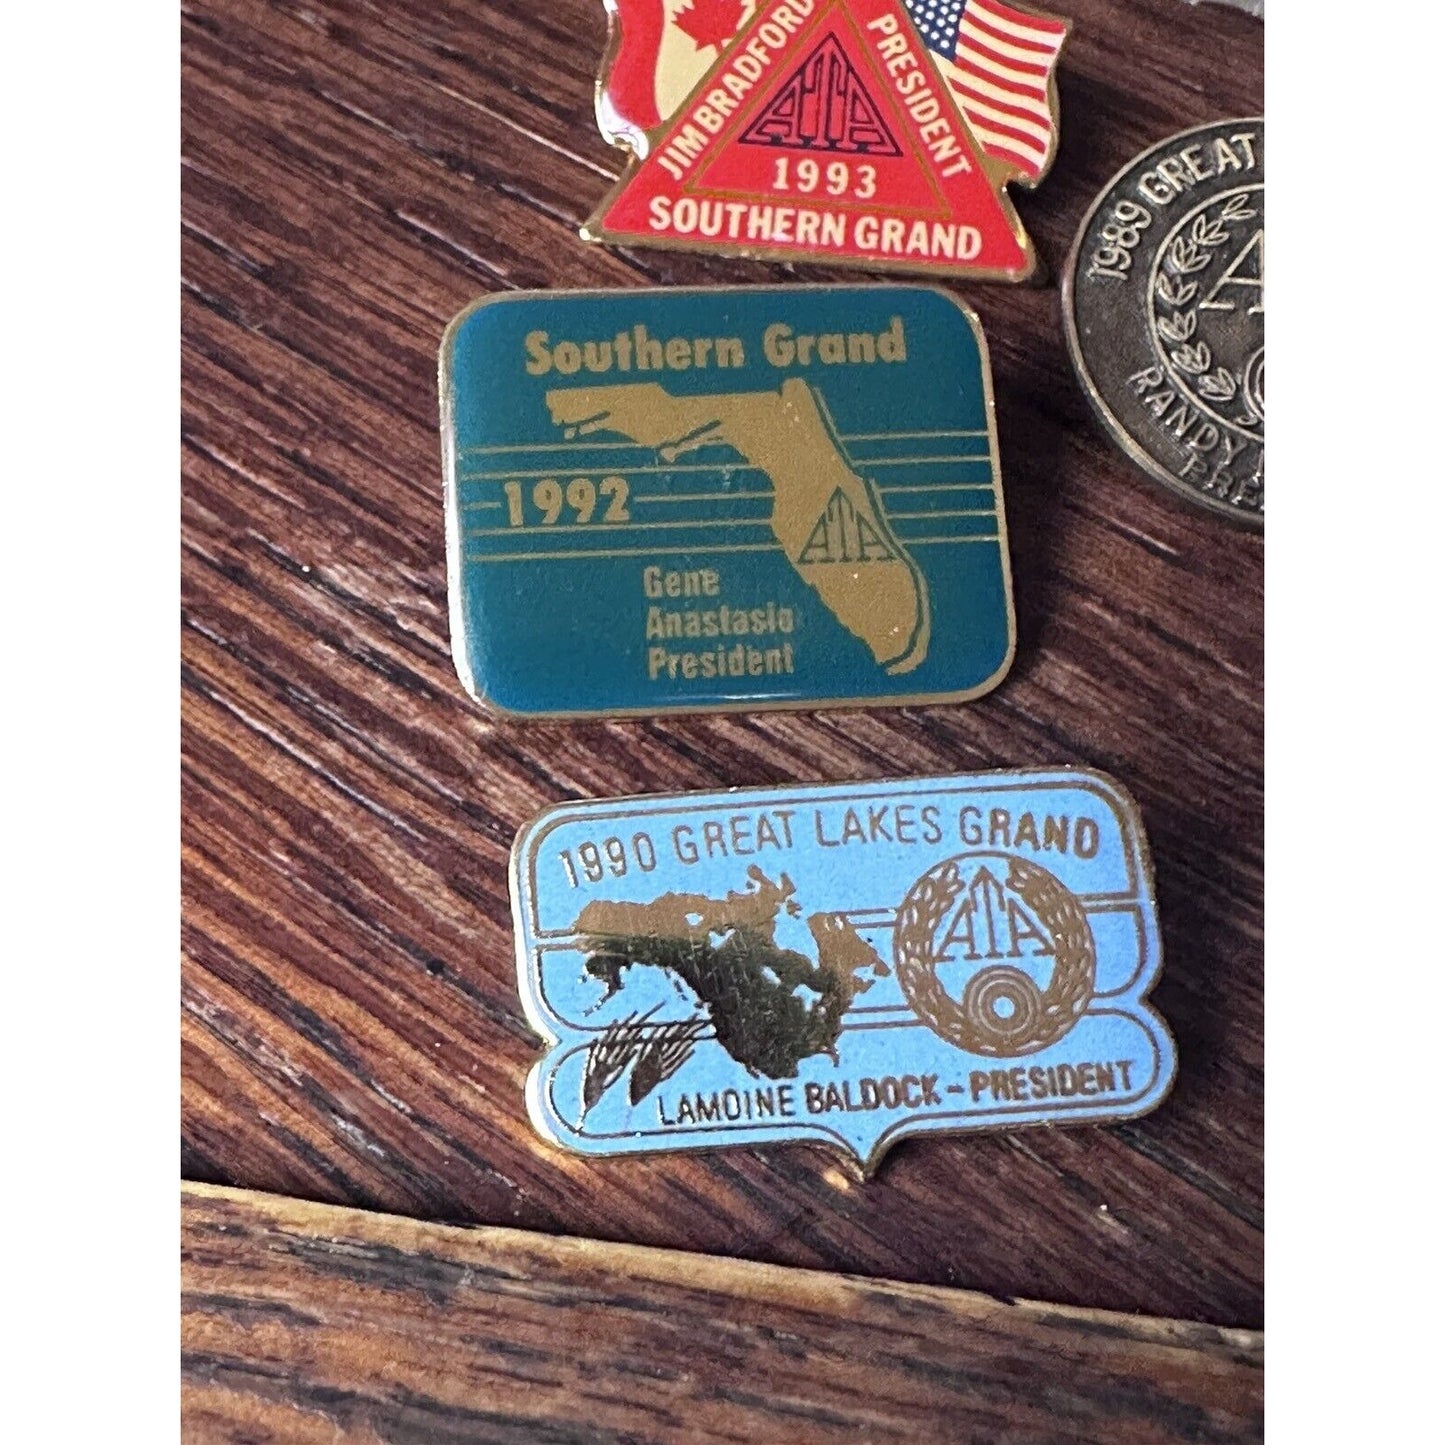 JIM BRADFORD
PRESIDENT
ATA
1993
SOUTHERN GRAND
1989 GREAT
RANDY
Southern Grand
1992
ATA
Gene
Anastasio
President
1990 GREAT LAKES GRAND
ATA
LAMOINE BALDOCK - PRESIDENT